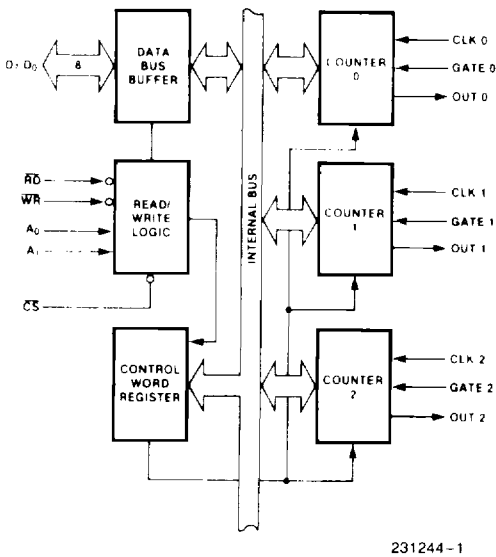 D7 D0
8
DATA
BUS
BUFFER
COUNTER
0
CLK 0
GATE 0
OUT 0
RD
WR
A0
A1
CS
READ/
WRITE
LOGIC
INTERNAL BUS
COUNTER
1
CLK 1
GATE 1
OUT 1
CONTROL
WORD
REGISTER
COUNTER
2
CLK 2
GATE 2
OUT 2
231244-1